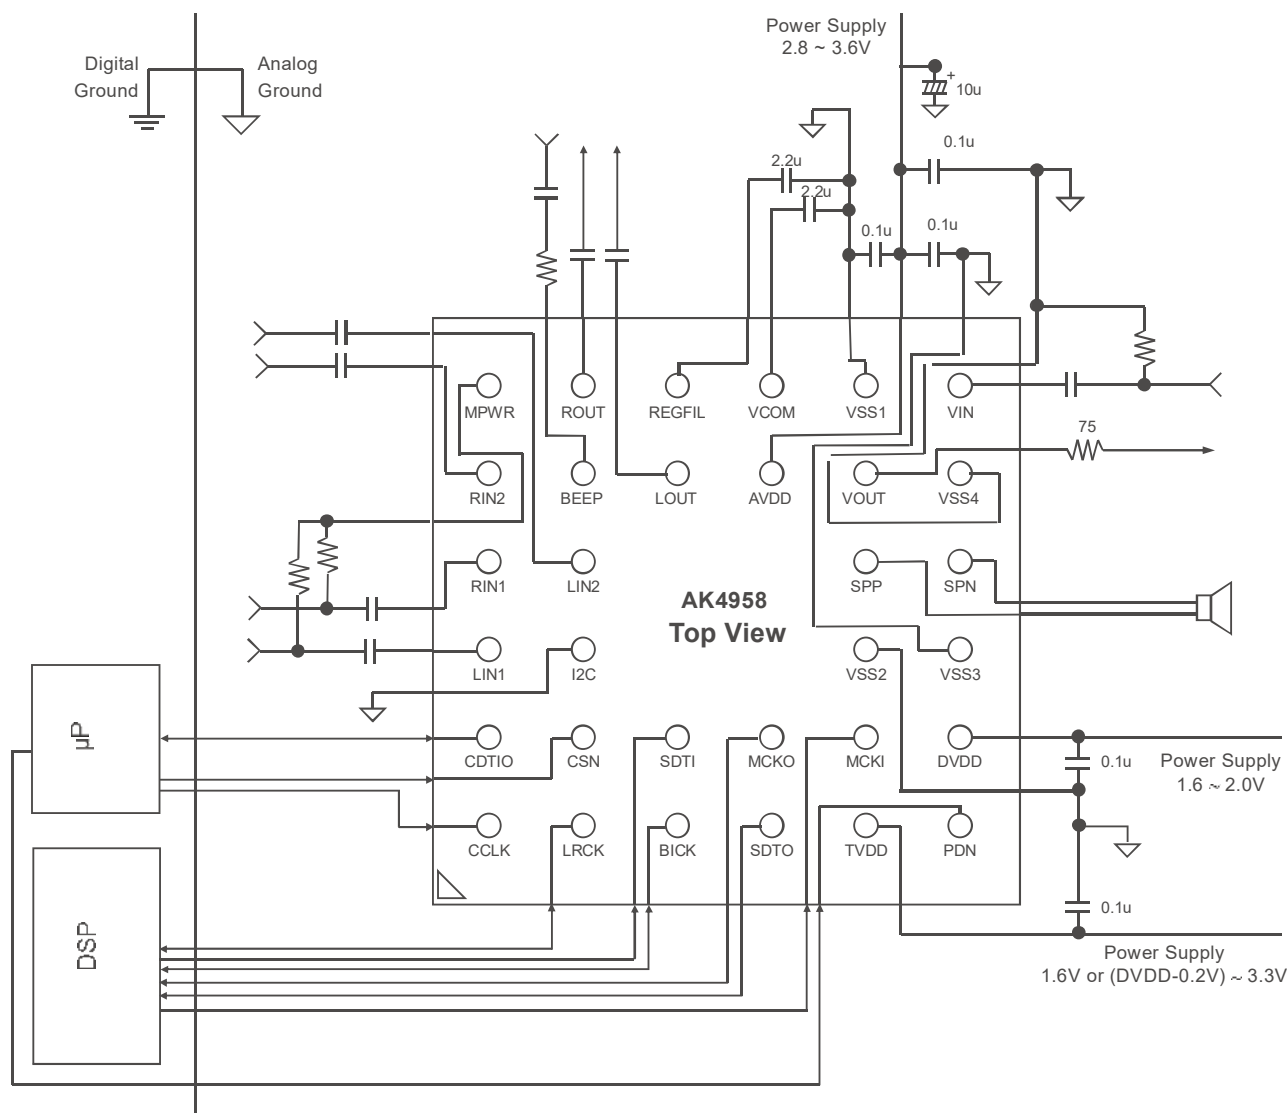 Power Supply
2.8 ~ 3.6V
Digital
Ground
Analog
Ground
+
10u
0.1u
2.2u
2.2u
0.1u
0.1u
MPWR
ROUT
REGFIL
VCOM
VSS1
VIN
75
RIN2
BEEP
LOUT
AVDD
VOUT
VSS4
RIN1
LIN2
SPP
SPN
AK4958
Top View
LIN1
I2C
VSS2
VSS3
µP
CDTIO
CSN
SDTI
MCKO
MCKI
DVDD
0.1u
Power Supply
1.6 ~ 2.0V
CCLK
LRCK
BICK
SDTO
TVDD
PDN
0.1u
DSP
Power Supply
1.6V or (DVDD-0.2V) ~ 3.3V